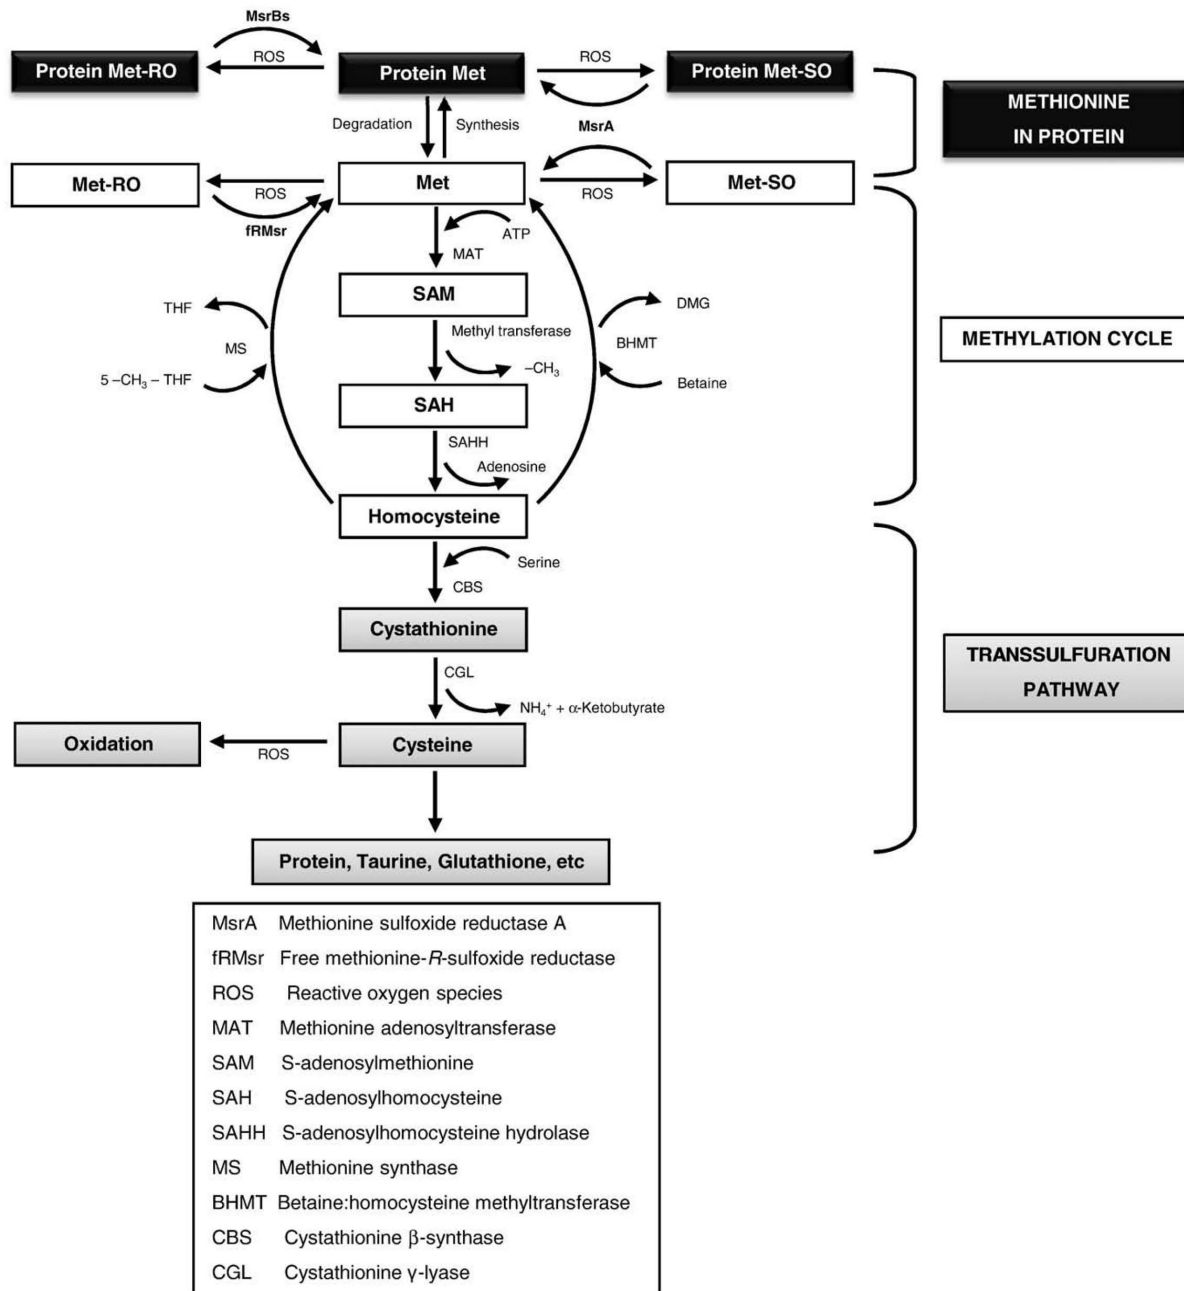 MsrBs
ROS
ROS
Protein Met-RO
Protein Met
Protein Met-SO
METHIONINE
IN PROTEIN
Degradation
Synthesis
MsrA
Met-RO
ROS
fRMsr
Met
ROS
Met-SO
ATP
MAT
SAM
THF
MS
5 –CH₃ – THF
DMG
BHMT
Betaine
METHYLATION CYCLE
Methyl transferase
–CH₃
SAH
SAHH
Adenosine
Homocysteine
Serine
CBS
Cystathionine
CGL
NH₄⁺ + α-Ketobutyrate
TRANSSULFURATION
PATHWAY
Oxidation
ROS
Cysteine
Protein, Taurine, Glutathione, etc
MsrA Methionine sulfoxide reductase A
fRMsr Free methionine-R-sulfoxide reductase
ROS Reactive oxygen species
MAT Methionine adenosyltransferase
SAM S-adenosylmethionine
SAH S-adenosylhomocysteine
SAHH S-adenosylhomocysteine hydrolase
MS Methionine synthase
BHMT Betaine:homocysteine methyltransferase
CBS Cystathionine β-synthase
CGL Cystathionine γ-lyase